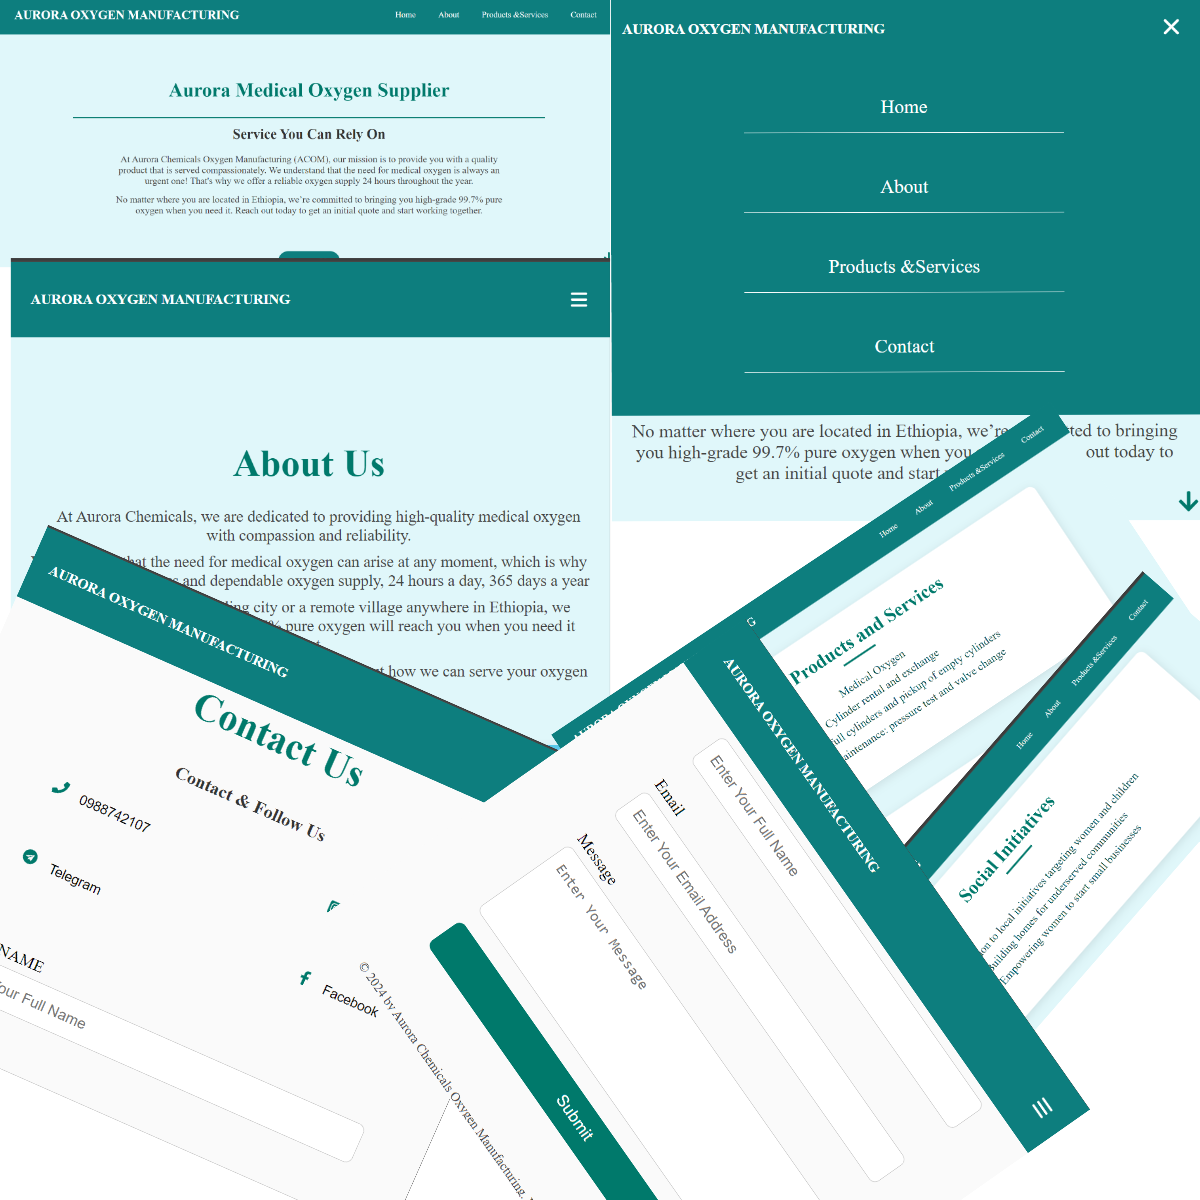 AURORA OXYGEN MANUFACTURING
Home About Products &Services Contact
Aurora Medical Oxygen Supplier
Service You Can Rely On
At Aurora Chemicals Oxygen Manufacturing (ACOM), our mission is to provide you with a quality
product that is served compassionately. We understand that the need for medical oxygen is always an
urgent one! That's why we offer a reliable oxygen supply 24 hours throughout the year.
No matter where you are located in Ethiopia, we're committed to bringing you high-grade 99.7% pure
oxygen when you need it. Reach out today to get an initial quote and start working together.
AURORA OXYGEN MANUFACTURING
Home
About
Products &Services
Contact
No matter where you are located in Ethiopia, we're ted to bringing
you high-grade 99.7% pure oxygen when you out today to
get an initial quote and start
AURORA OXYGEN MANUFACTURING
About Us
At Aurora Chemicals, we are dedicated to providing high-quality medical oxygen
with compassion and reliability.
hat the need for medical oxygen can arise at any moment, which is why
s and dependable oxygen supply, 24 hours a day, 365 days a year
ling city or a remote village anywhere in Ethiopia, we
% pure oxygen will reach you when you need it
t how we can serve your oxygen
AURORA OXYGEN MANUFACTURING
Contact Us
Contact & Follow Us
0988742107
Telegram
Facebook
NAME
our Full Name
Home About Products &Services Contact
G
Products and Services
Medical Oxygen
Cylinder rental and exchange
full cylinders and pickup of empty cylinders
aintenance: pressure test and valve change
Home About Products &Services Contact
Social Initiatives
on to local initiatives targeting women and children
Building homes for underserved communities
Empowering women to start small businesses
AURORA OXYGEN MANUFACTURING
Enter Your Full Name
Email
Enter Your Email Address
Message
Enter Your Message
Submit
© 2024 by Aurora Chemicals Oxygen Manufacturing.